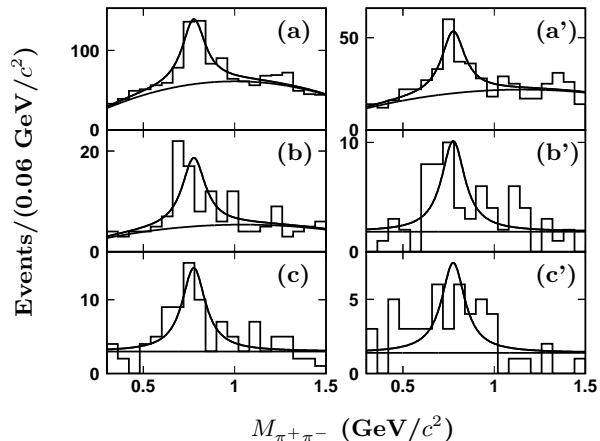 (a) (a')
100 50
0 0
(b) (b')
20 10
0 0
(c) (c')
10 5
0 0
0.5 1 1.5 0.5 1 1.5
Events/(0.06 GeV/c²)
M_{π⁺π⁻} (GeV/c²)